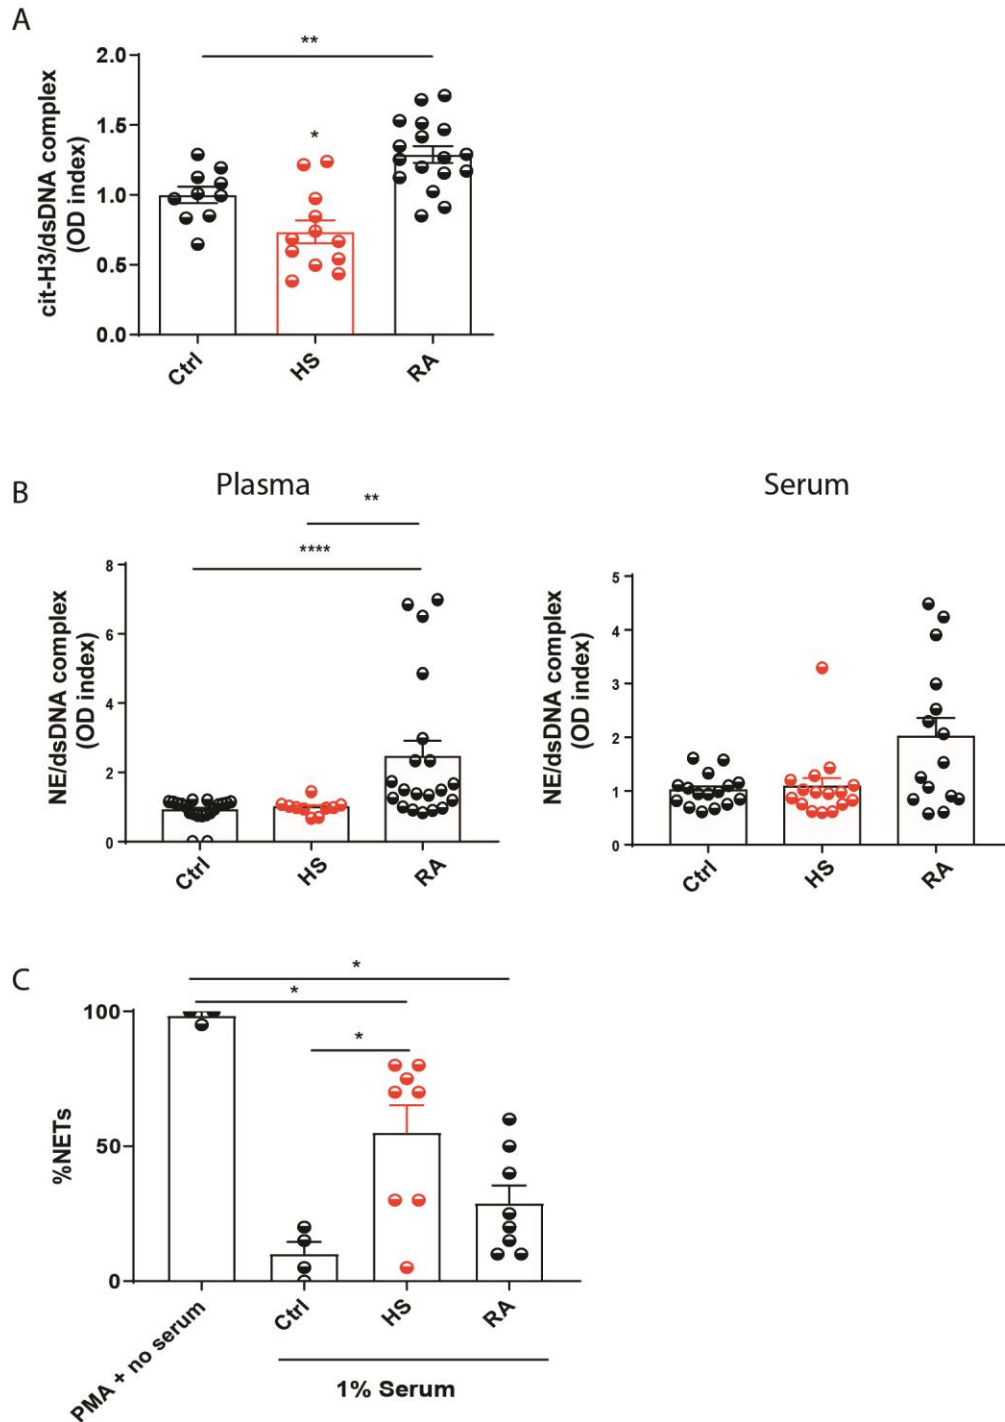 A
**
2.0
1.5
1.0
0.5
0.0
*
cit-H3/dsDNA complex
(OD index)
Ctrl
HS
RA
B
Plasma
**
****
8
6
4
2
0
NE/dsDNA complex
(OD index)
Ctrl
HS
RA
Serum
5
4
3
2
1
0
NE/dsDNA complex
(OD index)
Ctrl
HS
RA
C
*
*
*
100
50
0
%NETs
PMA + no serum
Ctrl
HS
RA
1% Serum